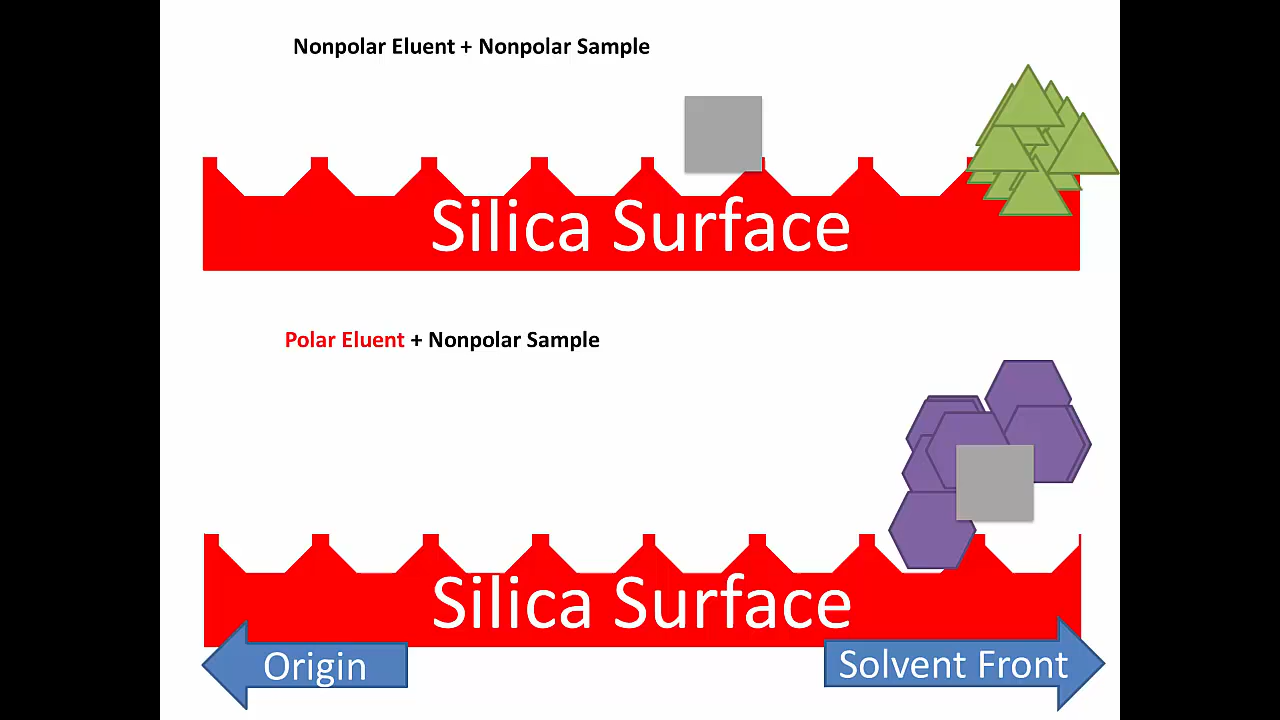 Nonpolar Eluent + Nonpolar Sample
Silica Surface
Polar Eluent + Nonpolar Sample
Silica Surface
Origin
Solvent Front